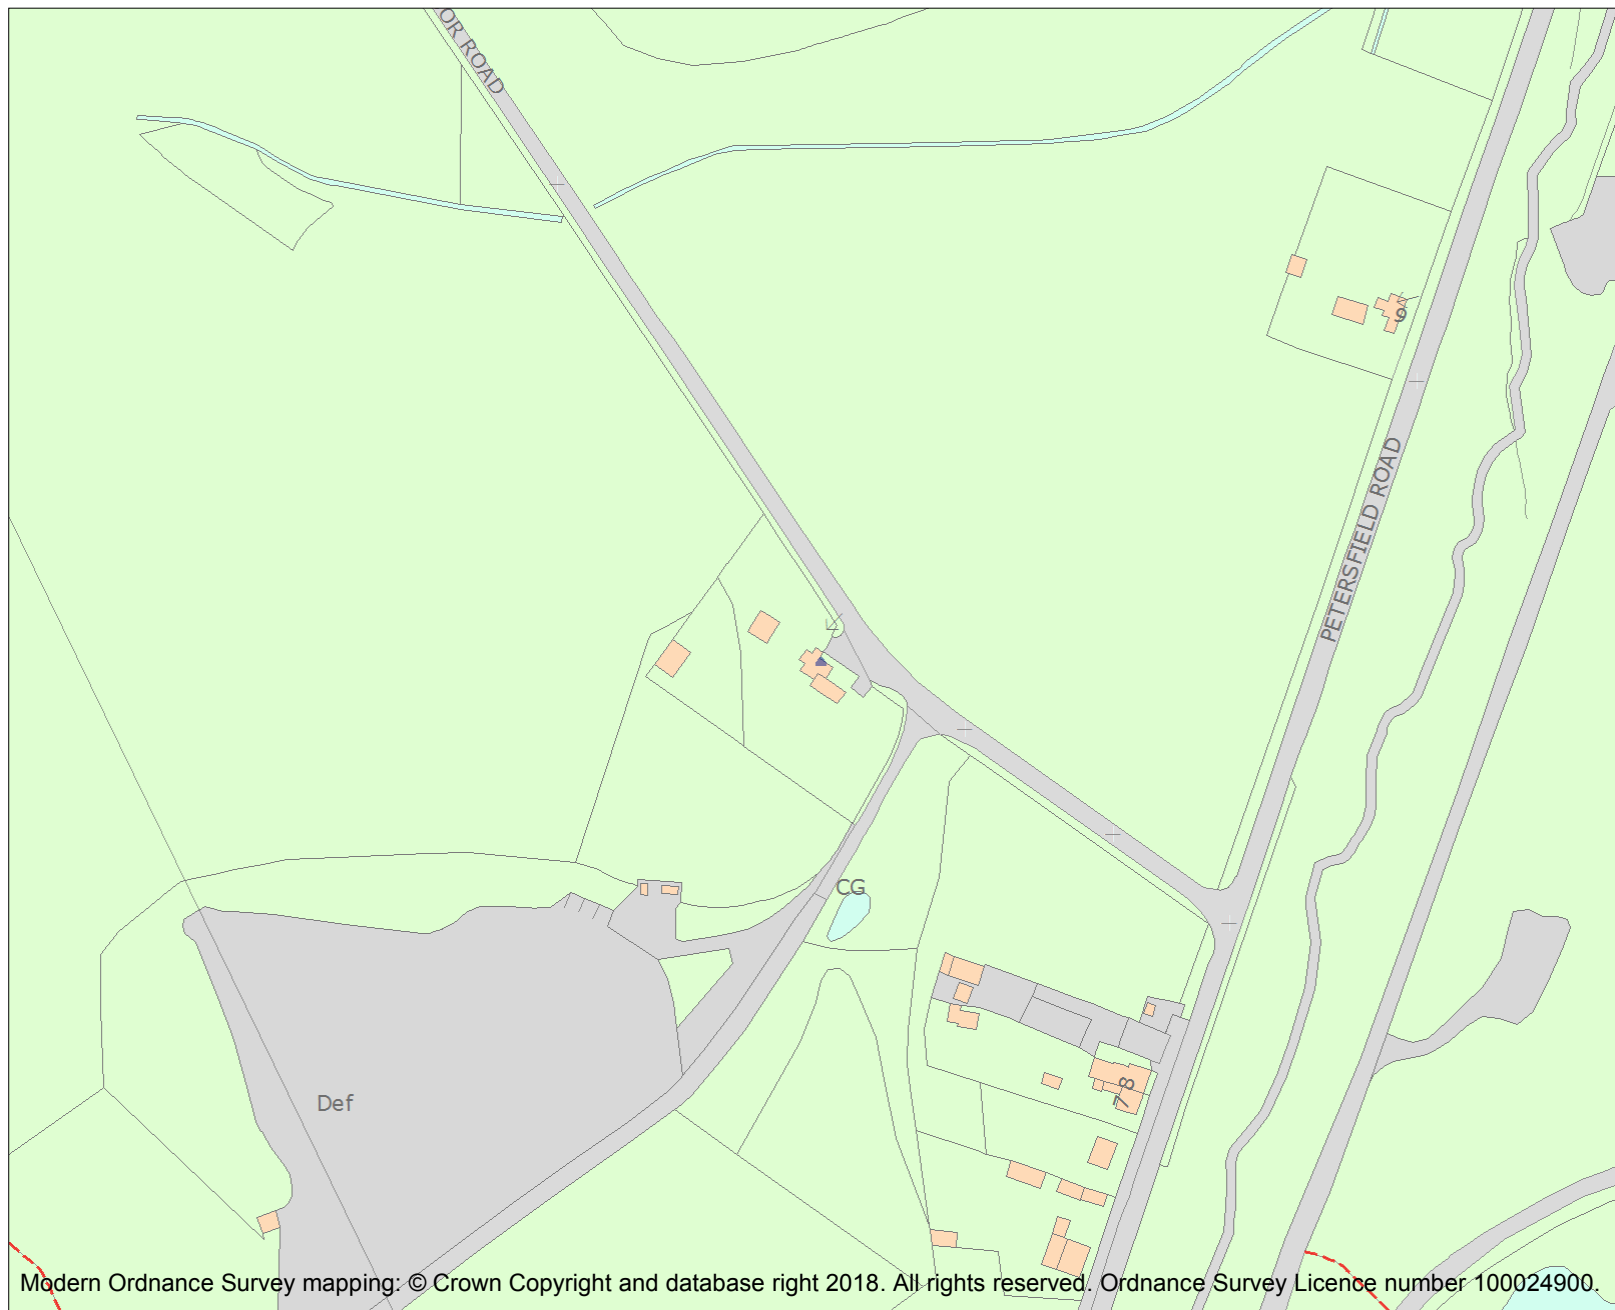 OR ROAD
9
PETERSFIELD ROAD
CG
Def
7 8
Modern Ordnance Survey mapping: © Crown Copyright and database right 2018. All rights reserved. Ordnance Survey Licence number 100024900.